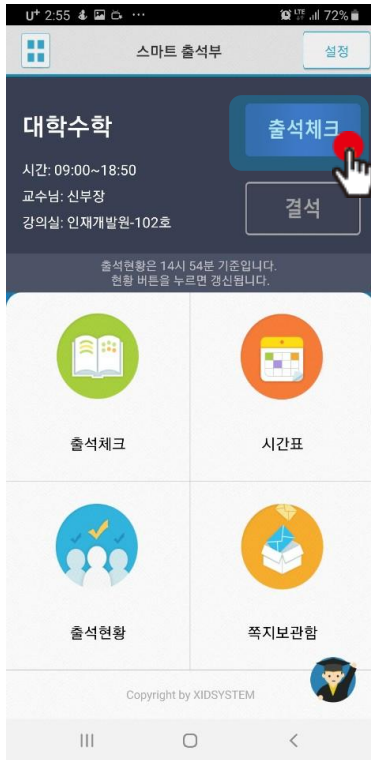 U+ 2:55 ··· LTE 72%
스마트 출석부
설정
대학수학
출석체크
시간: 09:00~18:50
교수님: 신부장
강의실: 인재개발원-102호
결석
출석현황은 14시 54분 기준입니다.
현황 버튼을 누르면 갱신됩니다.
출석체크
시간표
출석현황
쪽지보관함
Copyright by XIDSYSTEM